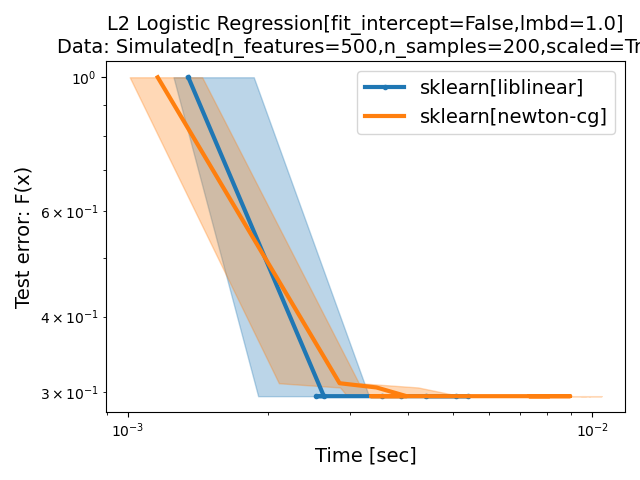 L2 Logistic Regression[fit_intercept=False,lmbd=1.0]
Data: Simulated[n_features=500,n_samples=200,scaled=Tr
sklearn[liblinear]
sklearn[newton-cg]
Test error: F(x)
10⁰
6 × 10⁻¹
4 × 10⁻¹
3 × 10⁻¹
10⁻³
10⁻²
Time [sec]